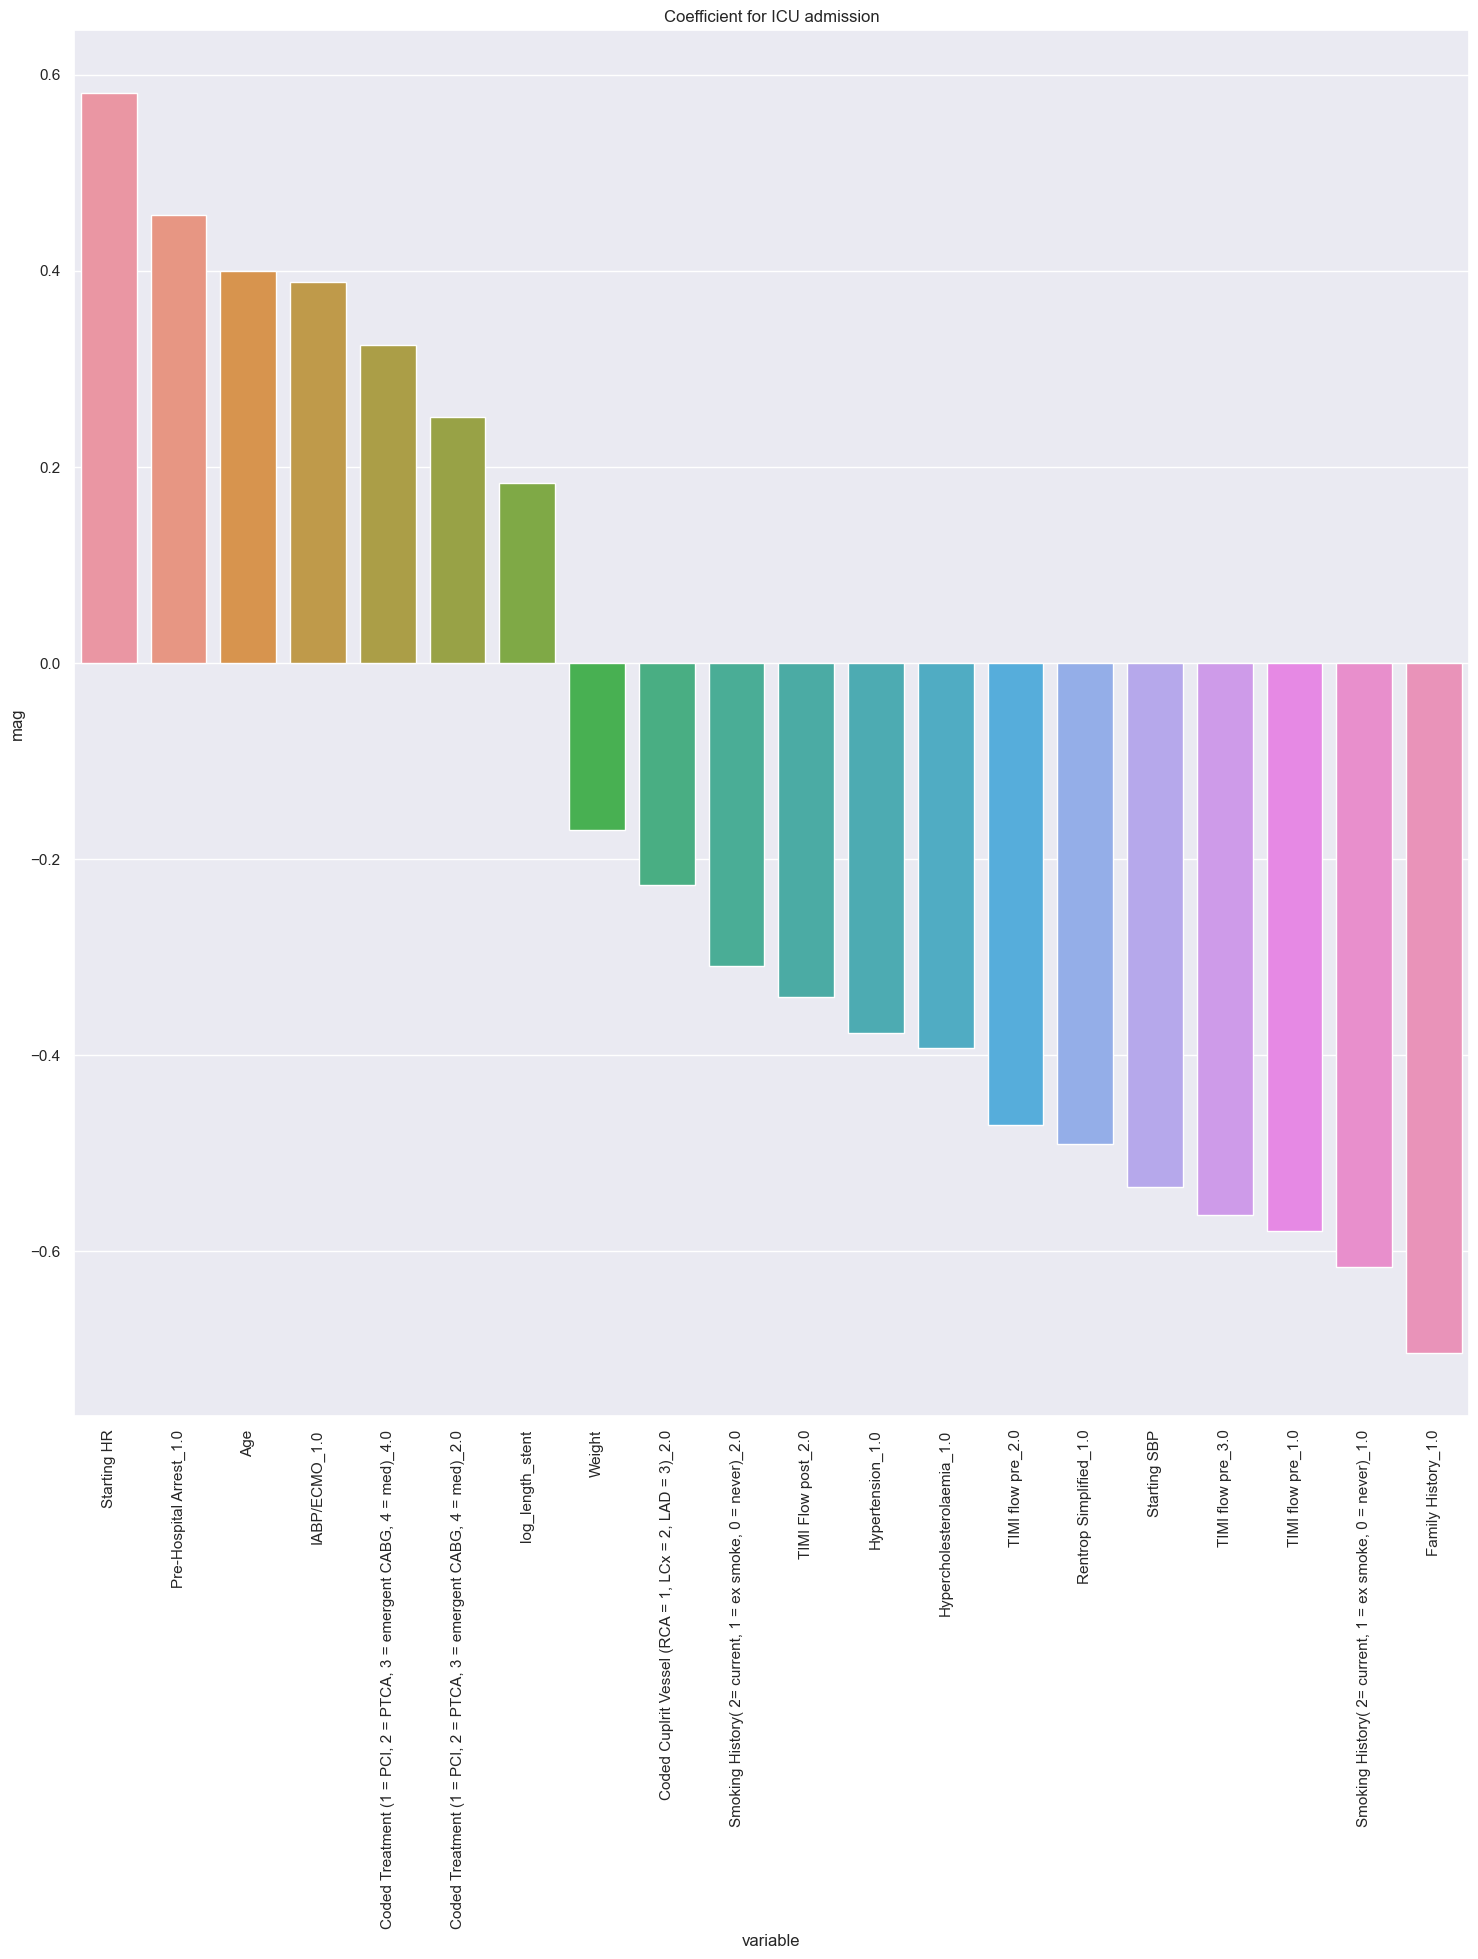 Coefficient for ICU admission
0.6
0.4
0.2
0.0
−0.2
−0.4
−0.6
mag
Starting HR
Pre-Hospital Arrest_1.0
Age
IABP/ECMO_1.0
Coded Treatment (1 = PCI, 2 = PTCA, 3 = emergent CABG, 4 = med)_4.0
Coded Treatment (1 = PCI, 2 = PTCA, 3 = emergent CABG, 4 = med)_2.0
log_length_stent
Weight
Coded Cuplrit Vessel (RCA = 1, LCx = 2, LAD = 3)_2.0
Smoking History( 2= current, 1 = ex smoke, 0 = never)_2.0
TIMI Flow post_2.0
Hypertension_1.0
Hypercholesterolaemia_1.0
TIMI flow pre_2.0
Rentrop Simplified_1.0
Starting SBP
TIMI flow pre_3.0
TIMI flow pre_1.0
Smoking History( 2= current, 1 = ex smoke, 0 = never)_1.0
Family History_1.0
variable